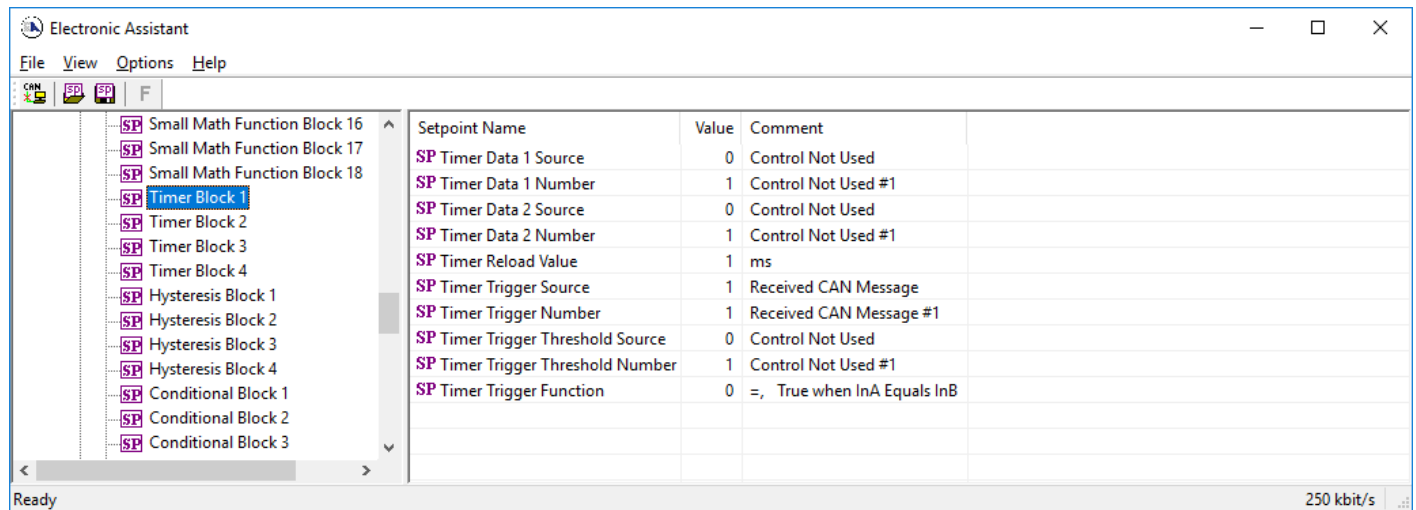 Electronic Assistant
File View Options Help
CAN SP SP F
SP Small Math Function Block 16
SP Small Math Function Block 17
SP Small Math Function Block 18
SP Timer Block 1
SP Timer Block 2
SP Timer Block 3
SP Timer Block 4
SP Hysteresis Block 1
SP Hysteresis Block 2
SP Hysteresis Block 3
SP Hysteresis Block 4
SP Conditional Block 1
SP Conditional Block 2
SP Conditional Block 3
Setpoint Name Value Comment
SP Timer Data 1 Source 0 Control Not Used
SP Timer Data 1 Number 1 Control Not Used #1
SP Timer Data 2 Source 0 Control Not Used
SP Timer Data 2 Number 1 Control Not Used #1
SP Timer Reload Value 1 ms
SP Timer Trigger Source 1 Received CAN Message
SP Timer Trigger Number 1 Received CAN Message #1
SP Timer Trigger Threshold Source 0 Control Not Used
SP Timer Trigger Threshold Number 1 Control Not Used #1
SP Timer Trigger Function 0 =, True when InA Equals InB
Ready 250 kbit/s